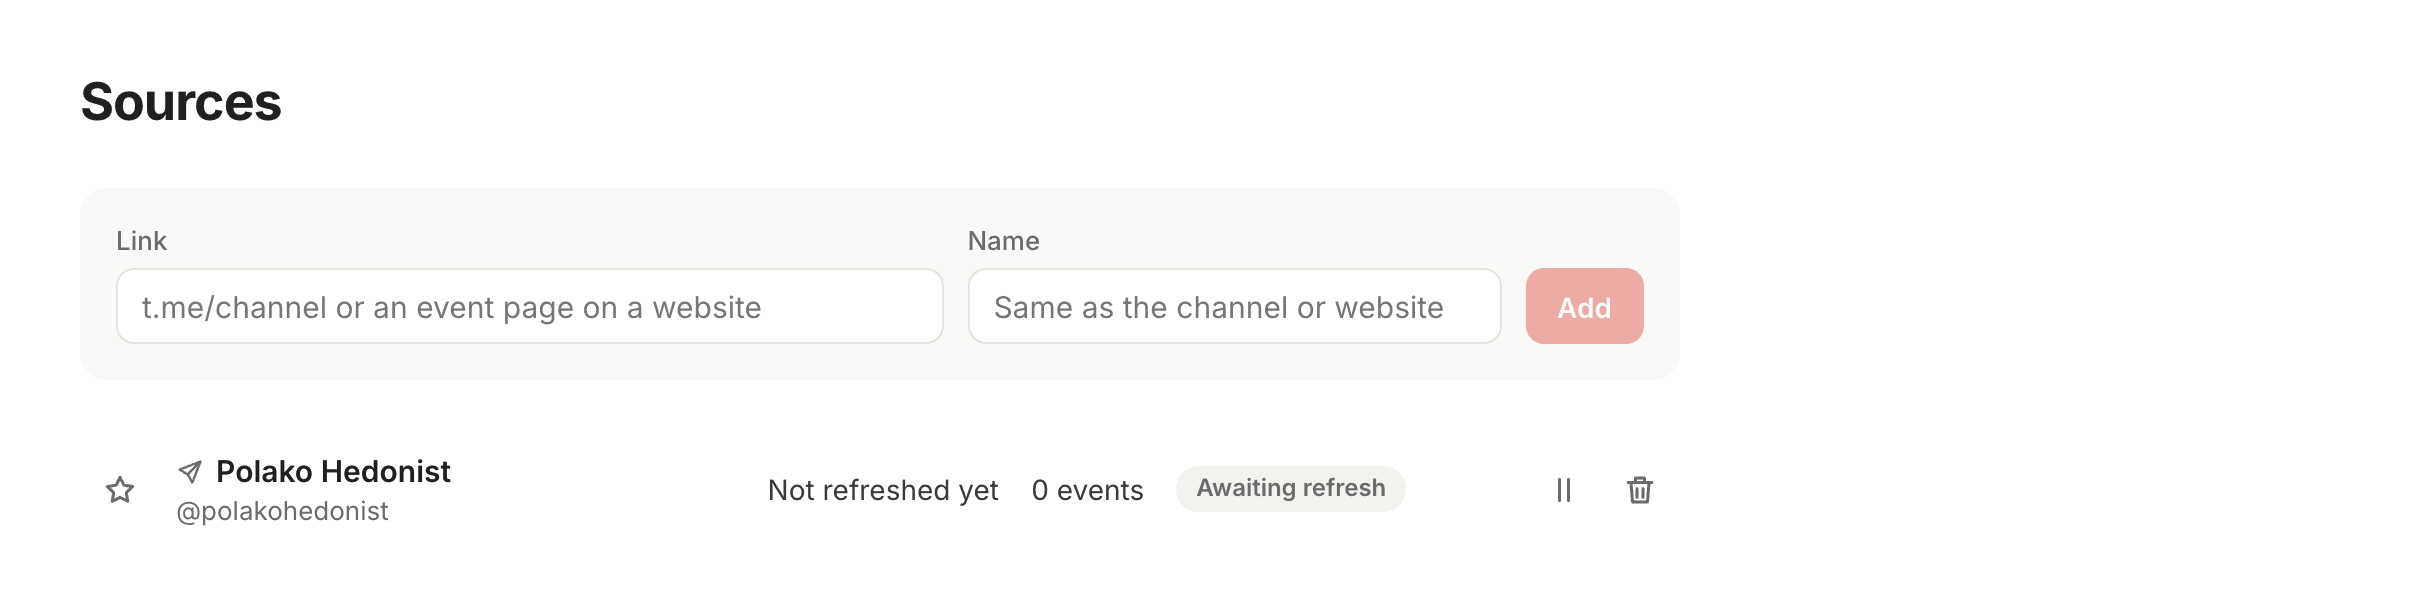 Sources
Link
Name
t.me/channel or an event page on a website
Same as the channel or website
Add
Polako Hedonist
@polakohedonist
Not refreshed yet
0 events
Awaiting refresh